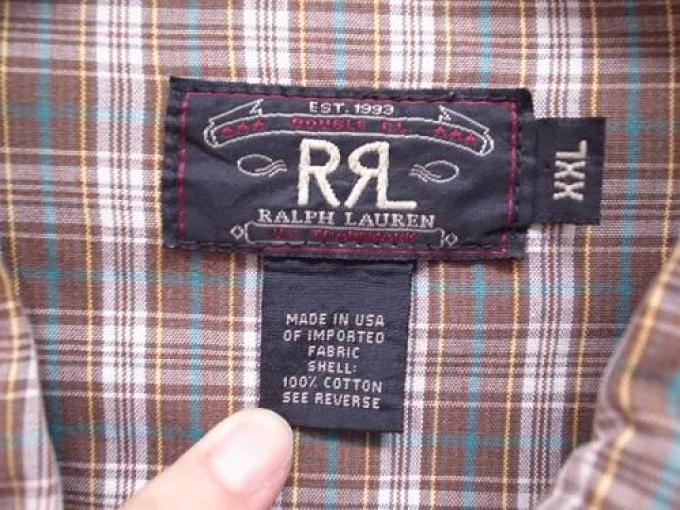 EST. 1993
DOUBLE RL
RRL
RALPH LAUREN
XXL
MADE IN USA
OF IMPORTED
FABRIC
SHELL:
100% COTTON
SEE REVERSE